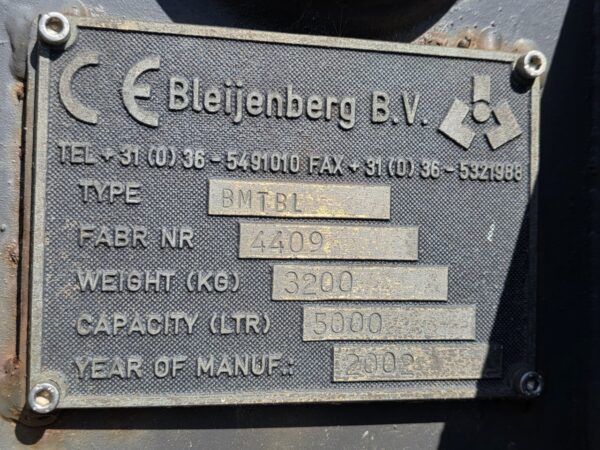 CE Bleijenberg B.V.
TEL + 31 (0) 36 - 5491010 FAX + 31 (0) 36 - 5321988
TYPE BMTBL
FABR NR 4409
WEIGHT (KG) 3200
CAPACITY (LTR) 5000
YEAR OF MANUF.: 2002